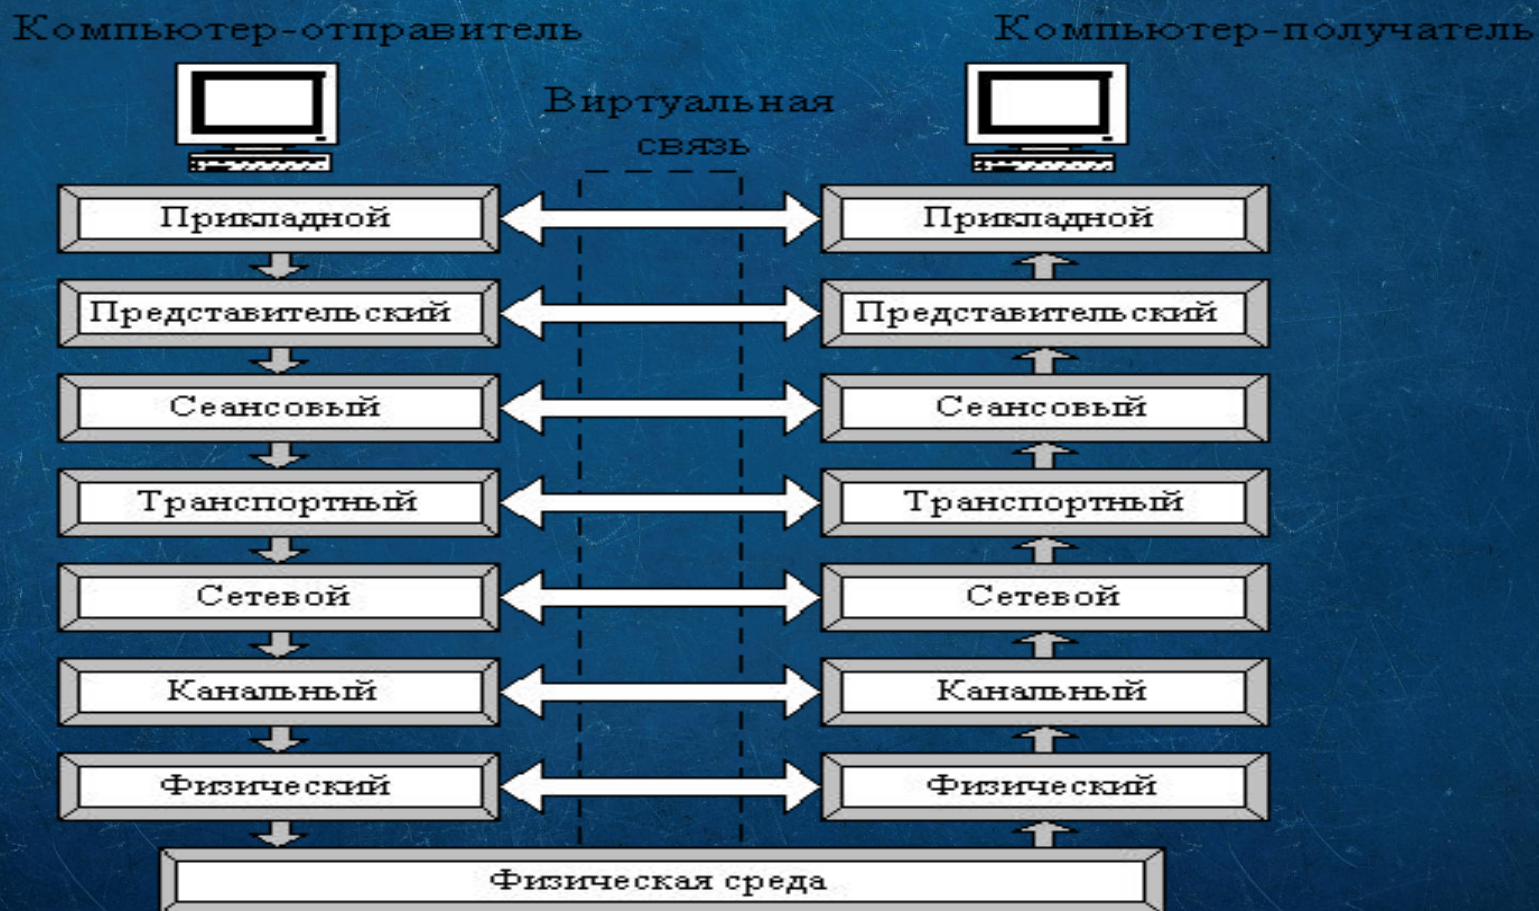 Компьютер-отправитель Компьютер-получатель
Виртуальная
связь
Прикладной Прикладной
Представительский Представительский
Сеансовый Сеансовый
Транспортный Транспортный
Сетевой Сетевой
Канальный Канальный
Физический Физический
Физическая среда